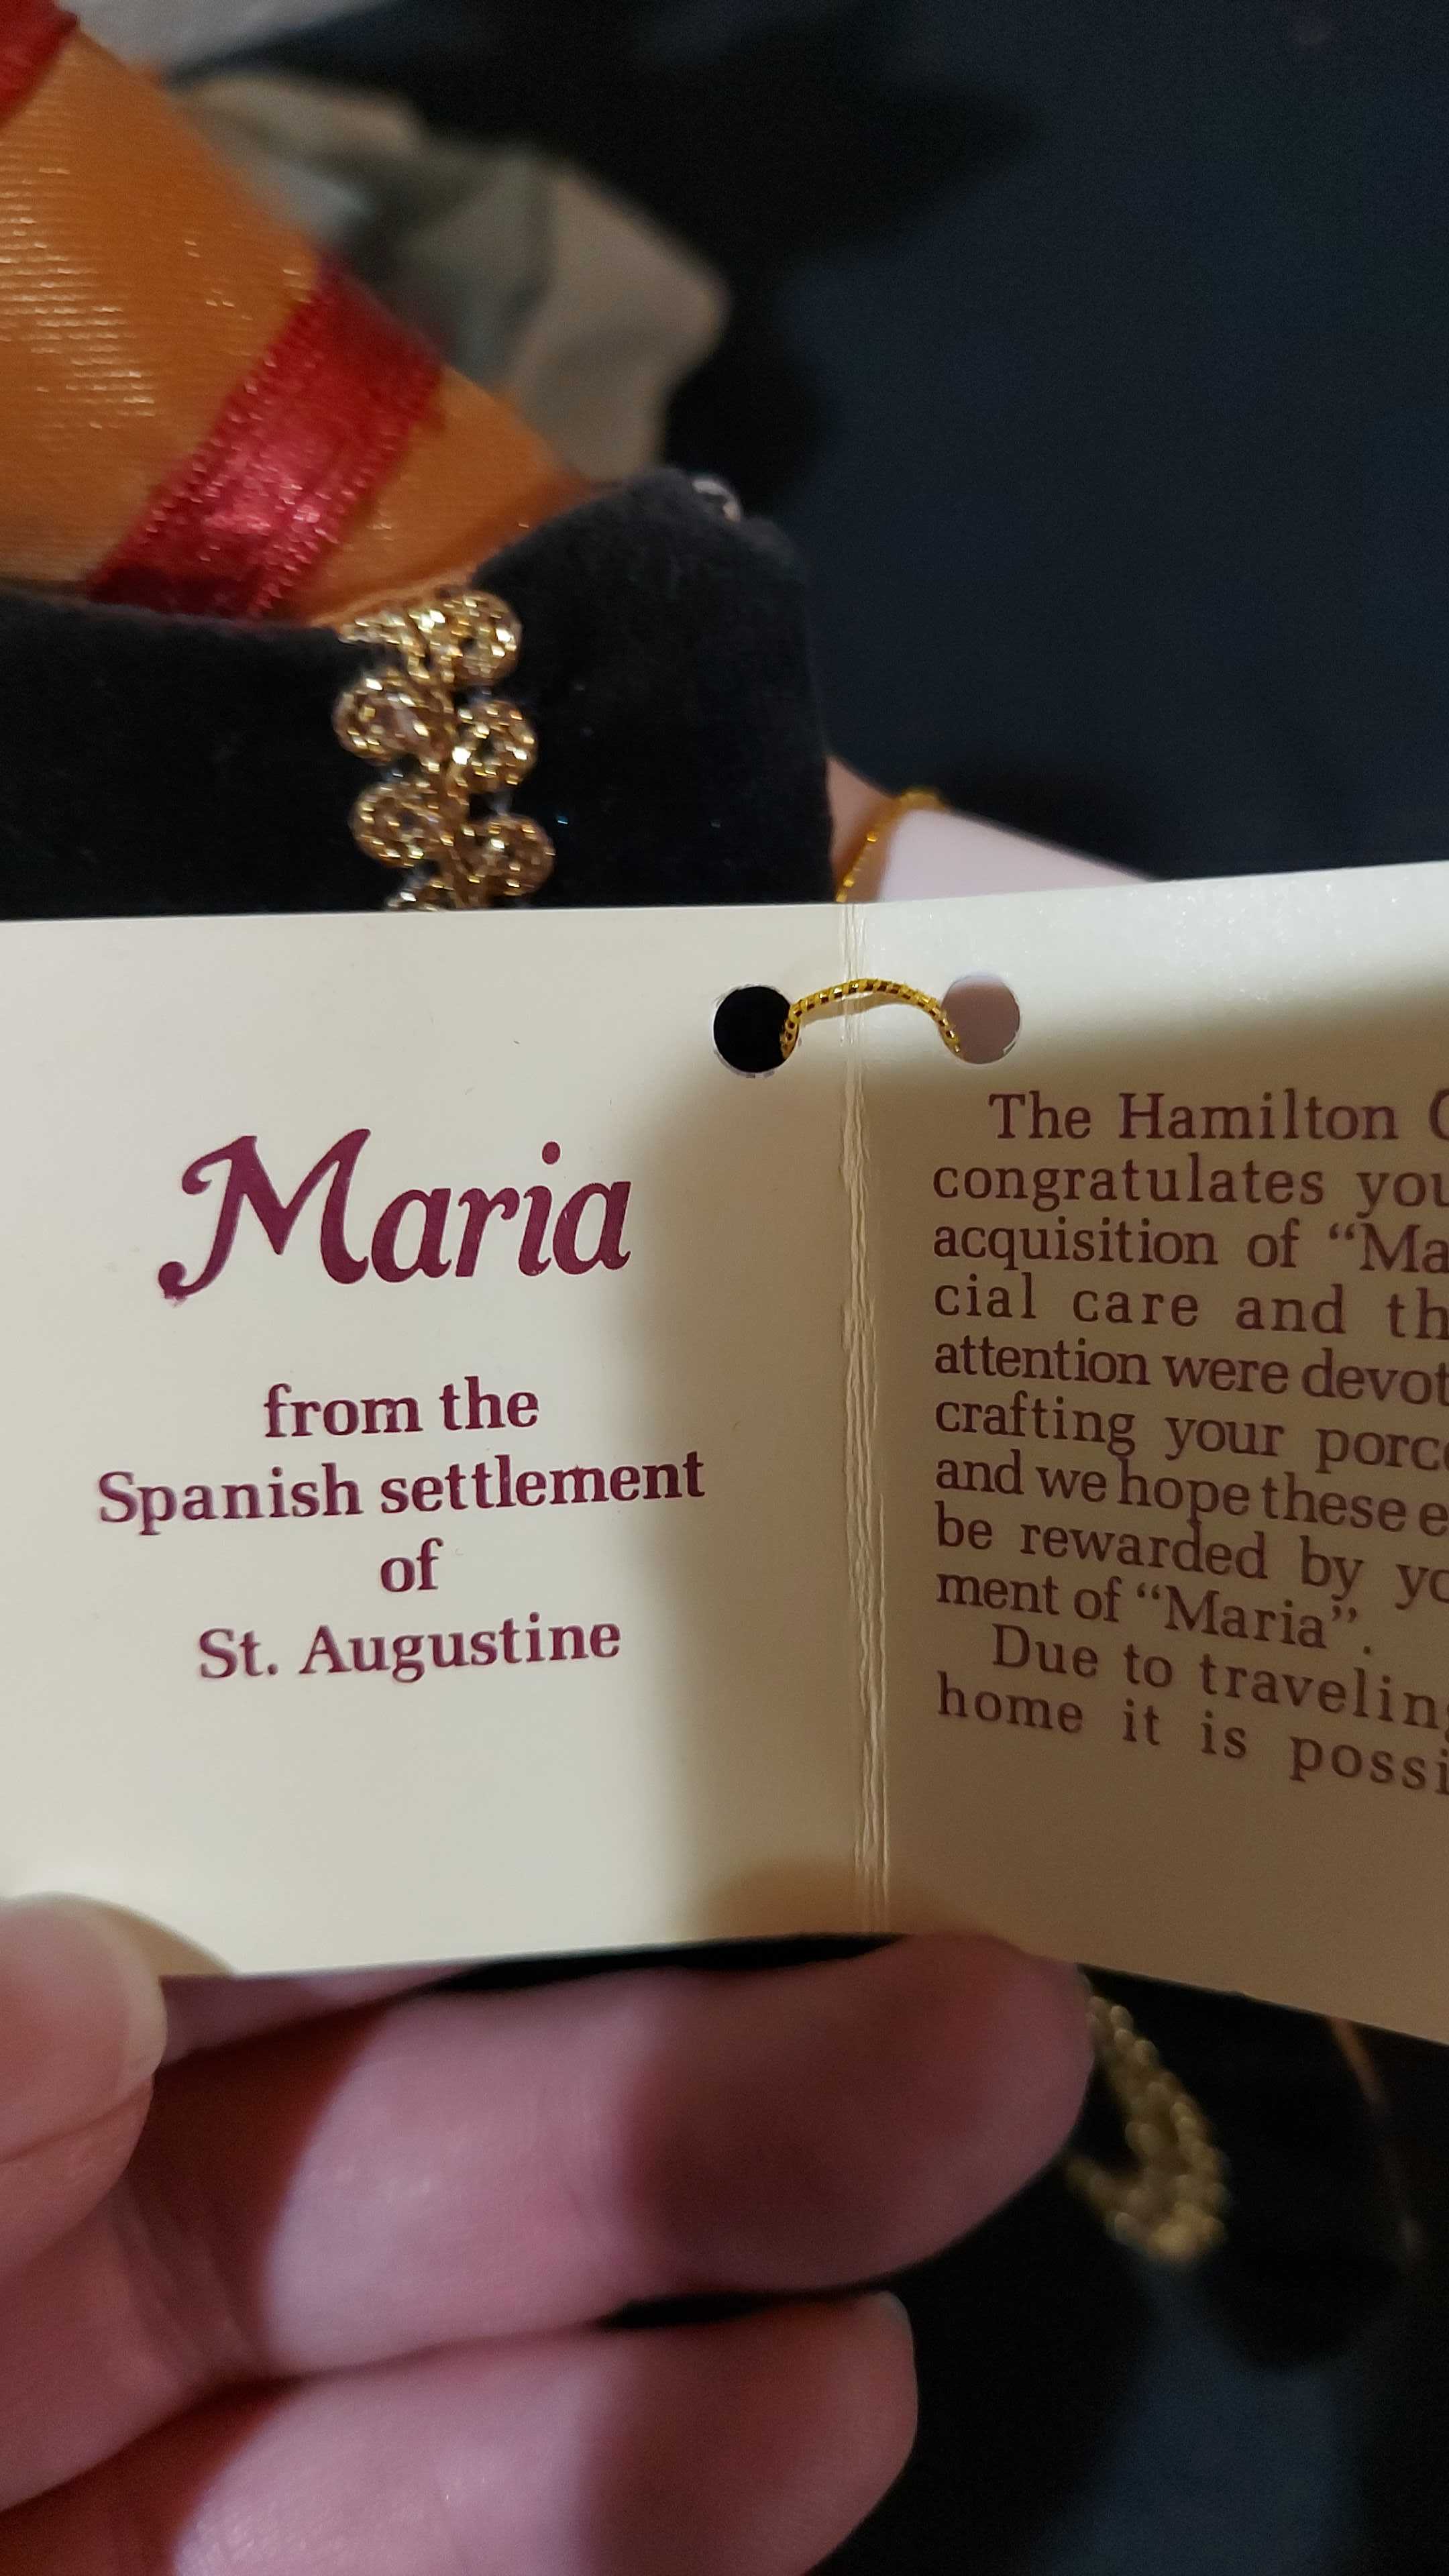 Maria
from the
Spanish settlement
of
St. Augustine
The Hamilton
congratulates
acquisition of
cial care and
attention were
crafting your
and we hope these
be rewarded by
ment of “Maria”.
Due to
home it is